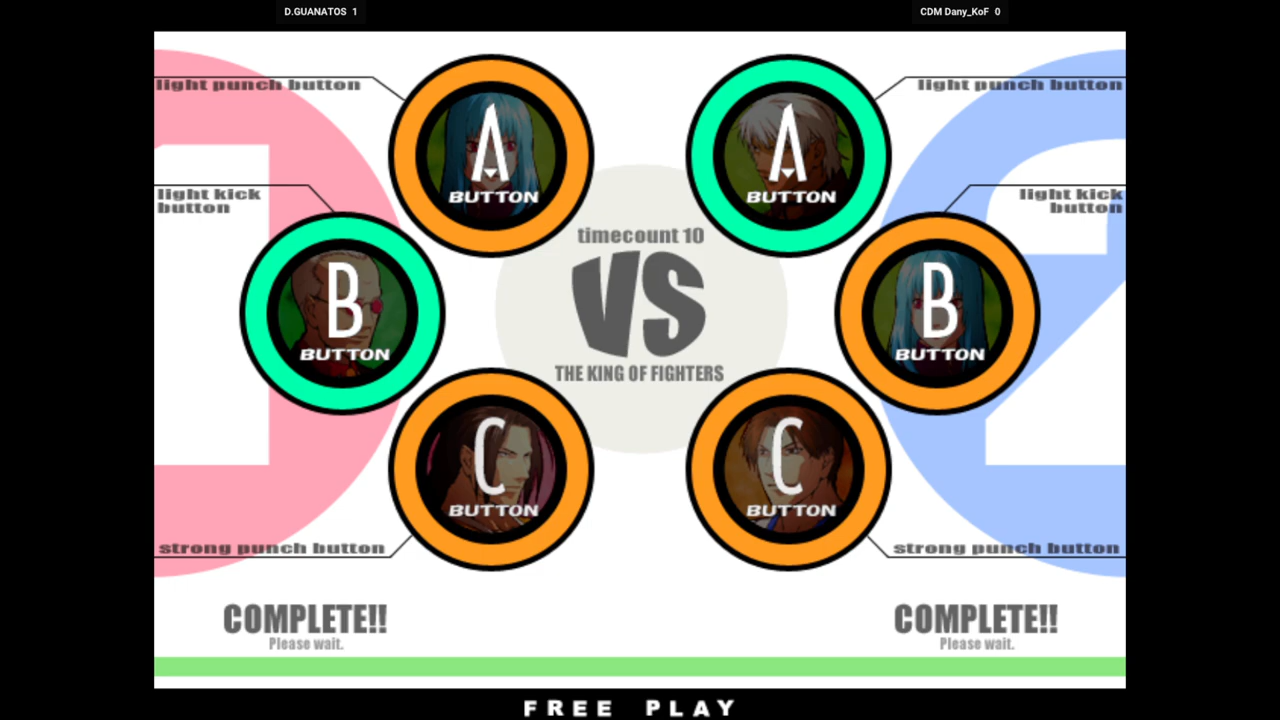 D.GUANATOS 1
CDM Dany_KoF 0
light punch button
light punch button
A
BUTTON
A
BUTTON
light kick
button
light kick
button
timecount 10
VS
THE KING OF FIGHTERS
B
BUTTON
B
BUTTON
1
2
C
BUTTON
C
BUTTON
strong punch button
strong punch button
COMPLETE!!
Please wait.
COMPLETE!!
Please wait.
FREE PLAY